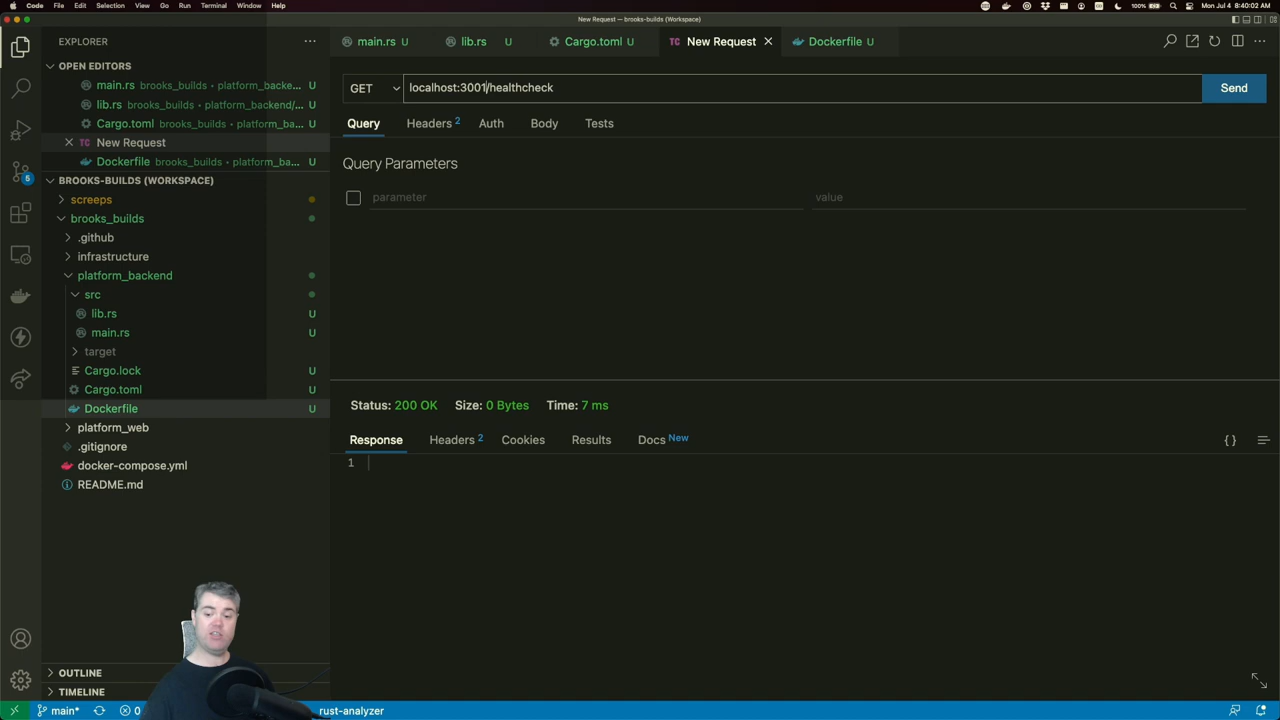 Code File Edit Selection View Go Run Terminal Window Help 100% Mon Jul 4 8:40:02 AM
New Request — brooks-builds (Workspace)
EXPLORER
main.rs U lib.rs U Cargo.toml U New Request Dockerfile U
OPEN EDITORS
main.rs brooks_builds • platform_backe... U
lib.rs brooks_builds • platform_backend/... U
Cargo.toml brooks_builds • platform_ba... U
New Request
Dockerfile brooks_builds • platform_ba... U
BROOKS-BUILDS (WORKSPACE)
screeps
brooks_builds
.github
infrastructure
platform_backend
src
lib.rs U
main.rs U
target
Cargo.lock U
Cargo.toml U
Dockerfile U
platform_web
.gitignore
docker-compose.yml
README.md
OUTLINE
TIMELINE
5
GET localhost:3001/healthcheck Send
Query Headers 2 Auth Body Tests
Query Parameters
parameter value
Status: 200 OK Size: 0 Bytes Time: 7 ms
Response Headers 2 Cookies Results Docs New
{ }
1
main* 0 rust-analyzer